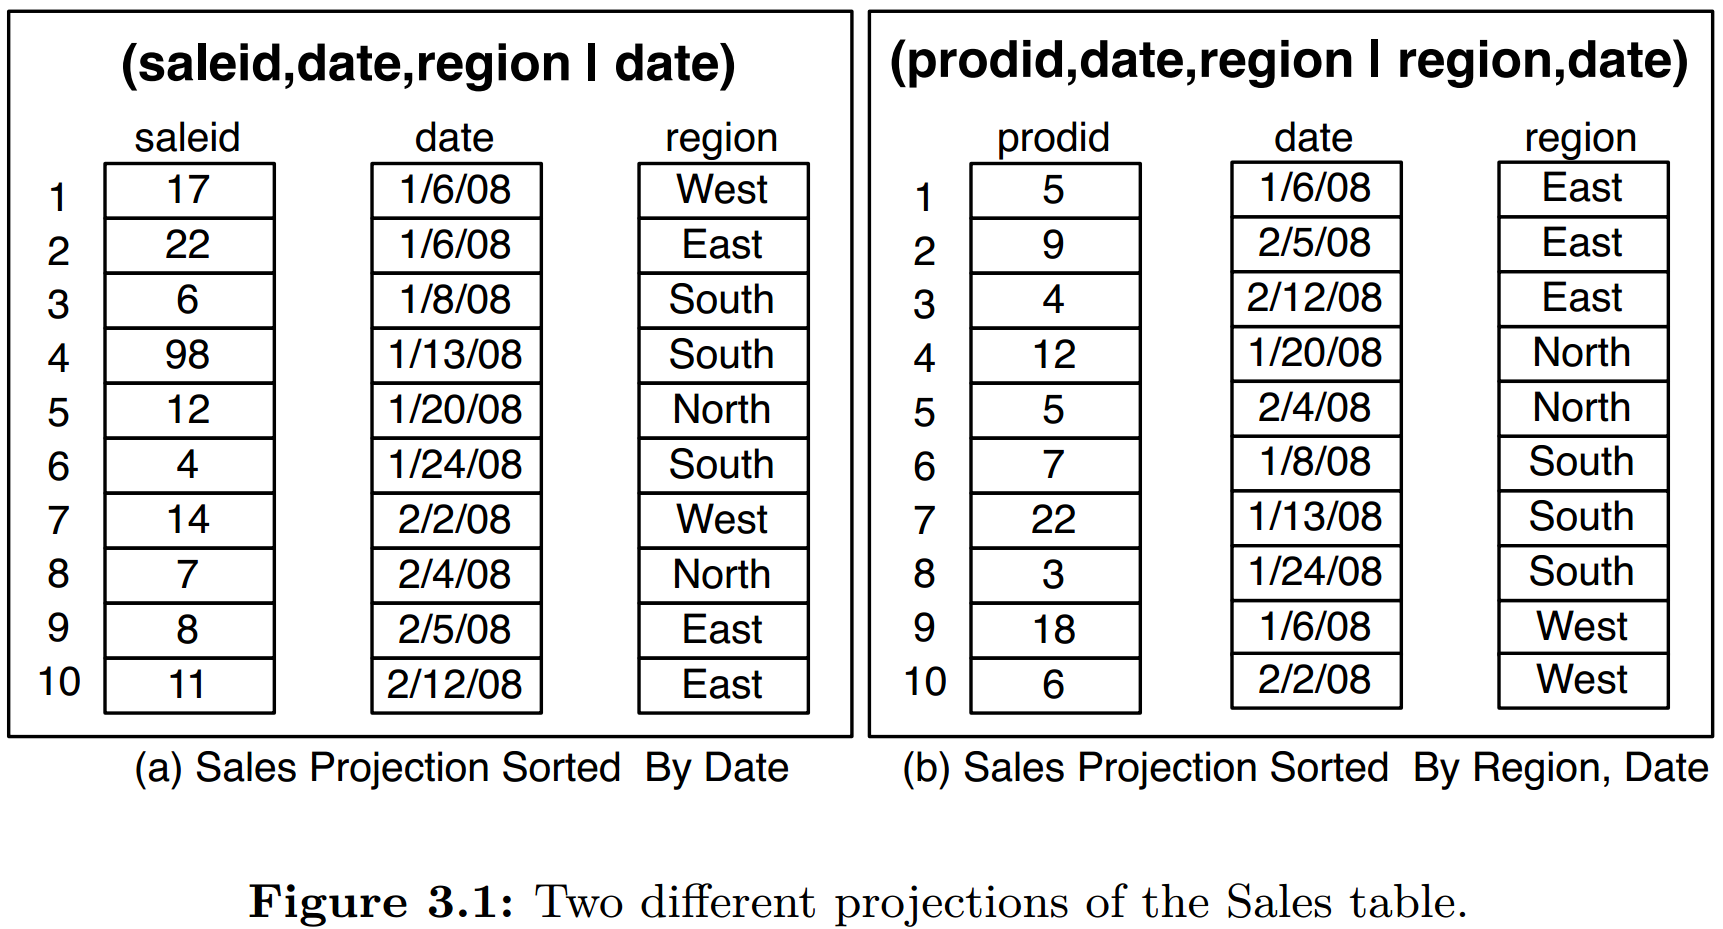 (saleid,date,region | date)
saleid date region
1 17 1/6/08 West
2 22 1/6/08 East
3 6 1/8/08 South
4 98 1/13/08 South
5 12 1/20/08 North
6 4 1/24/08 South
7 14 2/2/08 West
8 7 2/4/08 North
9 8 2/5/08 East
10 11 2/12/08 East
(a) Sales Projection Sorted By Date
(prodid,date,region | region,date)
prodid date region
1 5 1/6/08 East
2 9 2/5/08 East
3 4 2/12/08 East
4 12 1/20/08 North
5 5 2/4/08 North
6 7 1/8/08 South
7 22 1/13/08 South
8 3 1/24/08 South
9 18 1/6/08 West
10 6 2/2/08 West
(b) Sales Projection Sorted By Region, Date
Figure 3.1: Two different projections of the Sales table.